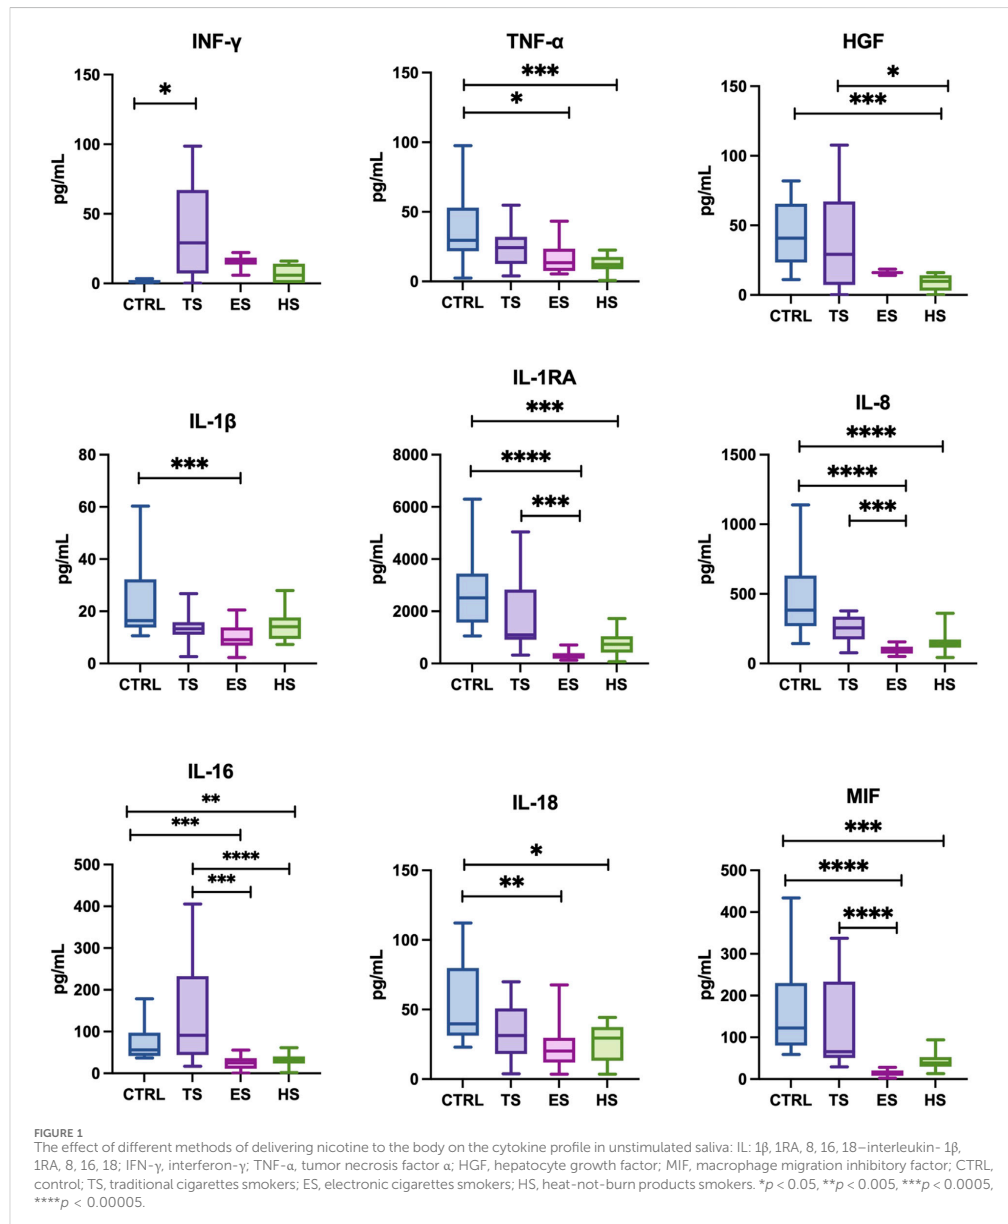 INF-γ
*
pg/mL
150
100
50
0
CTRL TS ES HS
TNF-α
***
*
pg/mL
150
100
50
0
CTRL TS ES HS
HGF
*
***
pg/mL
150
100
50
0
CTRL TS ES HS
IL-1β
***
pg/mL
80
60
40
20
0
CTRL TS ES HS
IL-1RA
***
****
***
pg/mL
8000
6000
4000
2000
0
CTRL TS ES HS
IL-8
****
****
***
pg/mL
1500
1000
500
0
CTRL TS ES HS
IL-16
**
***
****
***
pg/mL
500
400
300
200
100
0
CTRL TS ES HS
IL-18
*
**
pg/mL
150
100
50
0
CTRL TS ES HS
MIF
***
****
****
pg/mL
500
400
300
200
100
0
CTRL TS ES HS
FIGURE 1
The effect of different methods of delivering nicotine to the body on the cytokine profile in unstimulated saliva: IL: 1β, 1RA, 8, 16, 18–interleukin- 1β,
1RA, 8, 16, 18; IFN-γ, interferon-γ; TNF-α, tumor necrosis factor α; HGF, hepatocyte growth factor; MIF, macrophage migration inhibitory factor; CTRL,
control; TS, traditional cigarettes smokers; ES, electronic cigarettes smokers; HS, heat-not-burn products smokers. *p < 0.05, **p < 0.005, ***p < 0.0005,
****p < 0.00005.